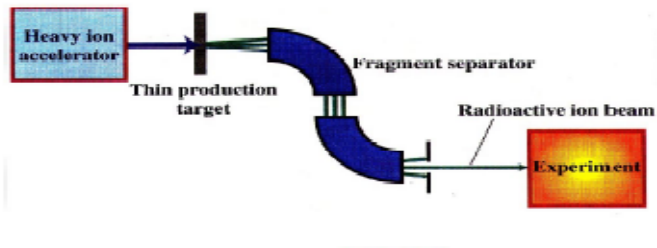 Heavy ion
accelerator
Thin production
target
Fragment separator
Radioactive ion beam
Experiment